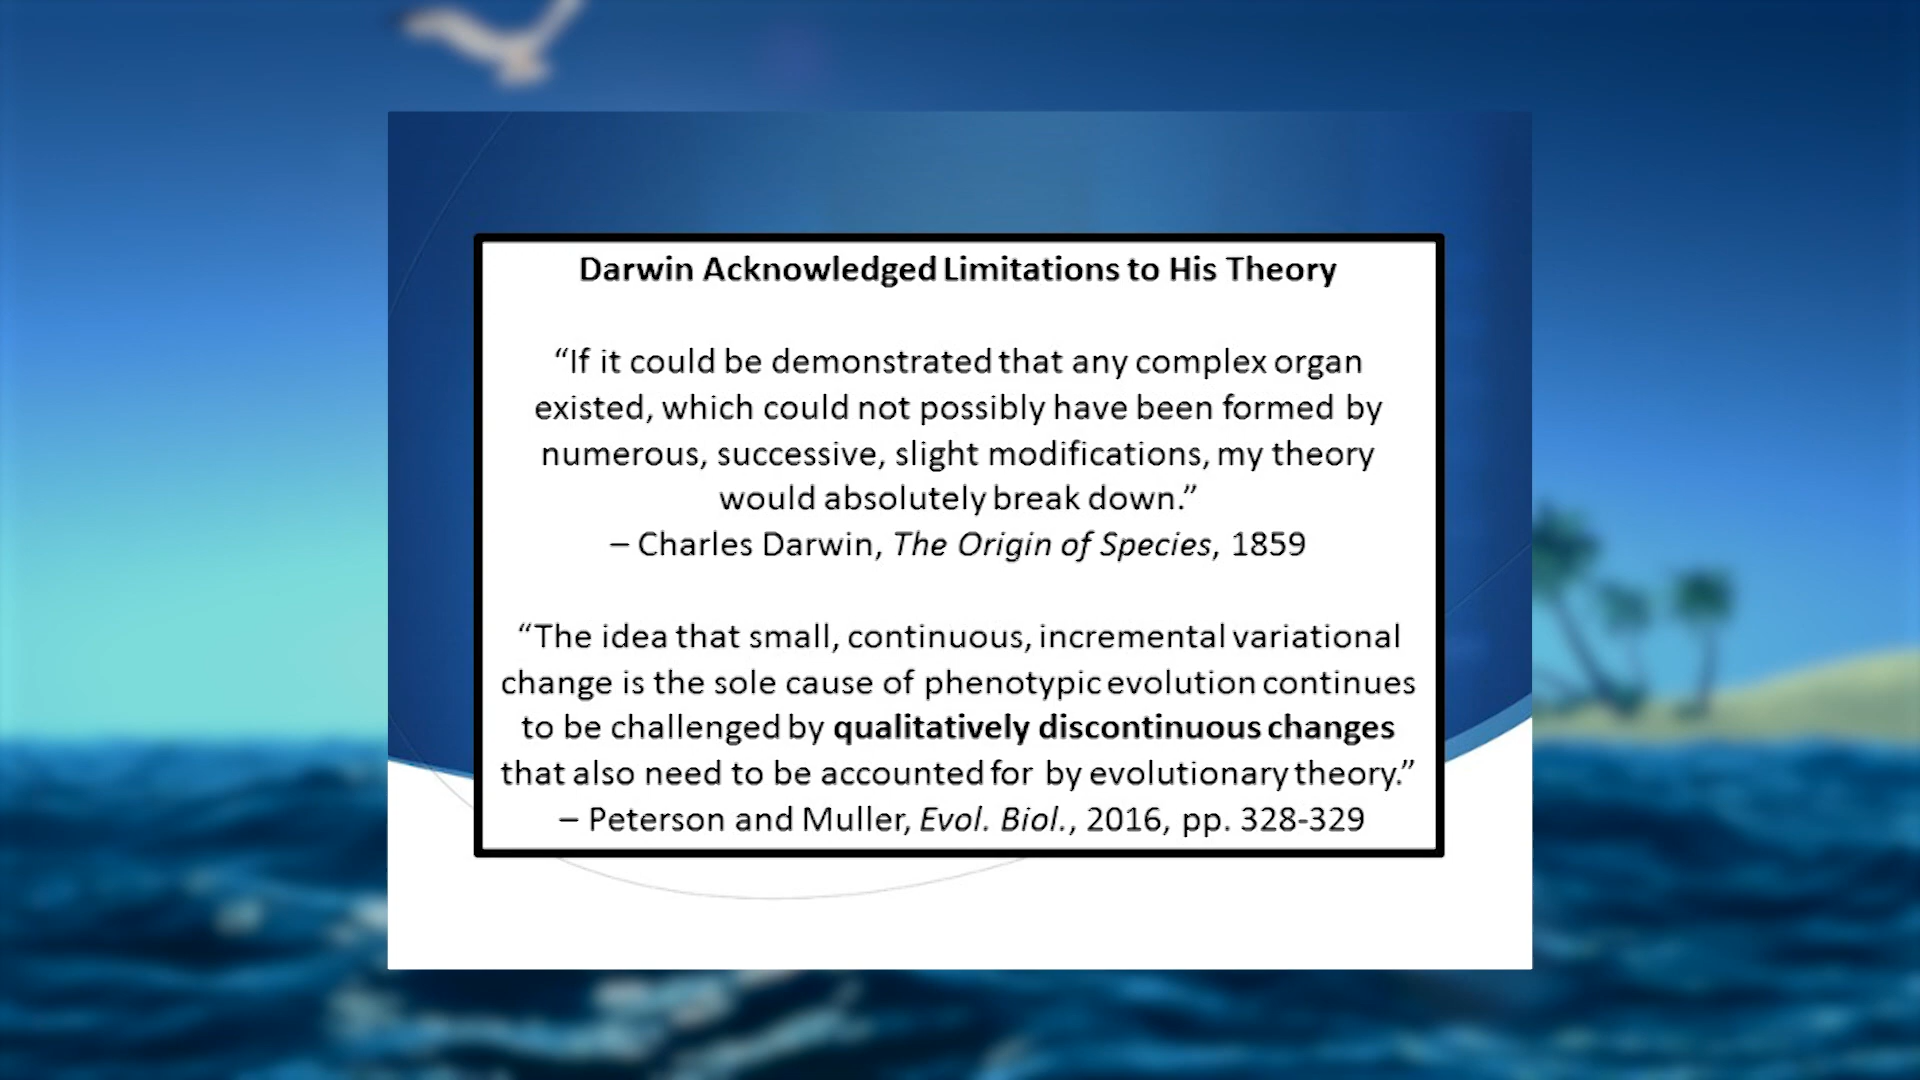 Darwin Acknowledged Limitations to His Theory
“If it could be demonstrated that any complex organ
existed, which could not possibly have been formed by
numerous, successive, slight modifications, my theory
would absolutely break down.”
– Charles Darwin, The Origin of Species, 1859
“The idea that small, continuous, incremental variational
change is the sole cause of phenotypic evolution continues
to be challenged by qualitatively discontinuous changes
that also need to be accounted for by evolutionary theory.”
– Peterson and Muller, Evol. Biol., 2016, pp. 328-329